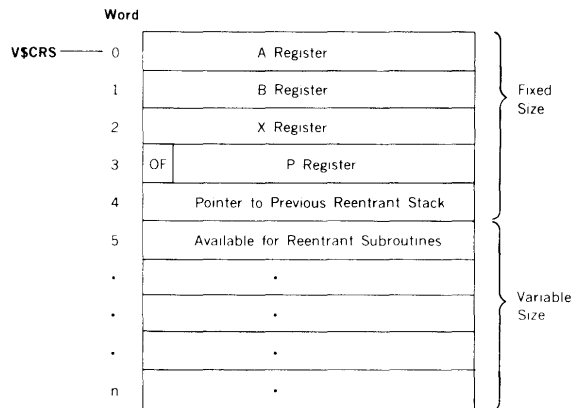 Word
V$CRS 0 A Register
1 B Register
2 X Register
3 OF P Register
4 Pointer to Previous Reentrant Stack
5 Available for Reentrant Subroutines
. .
. .
. .
n .
Fixed
Size
Variable
Size